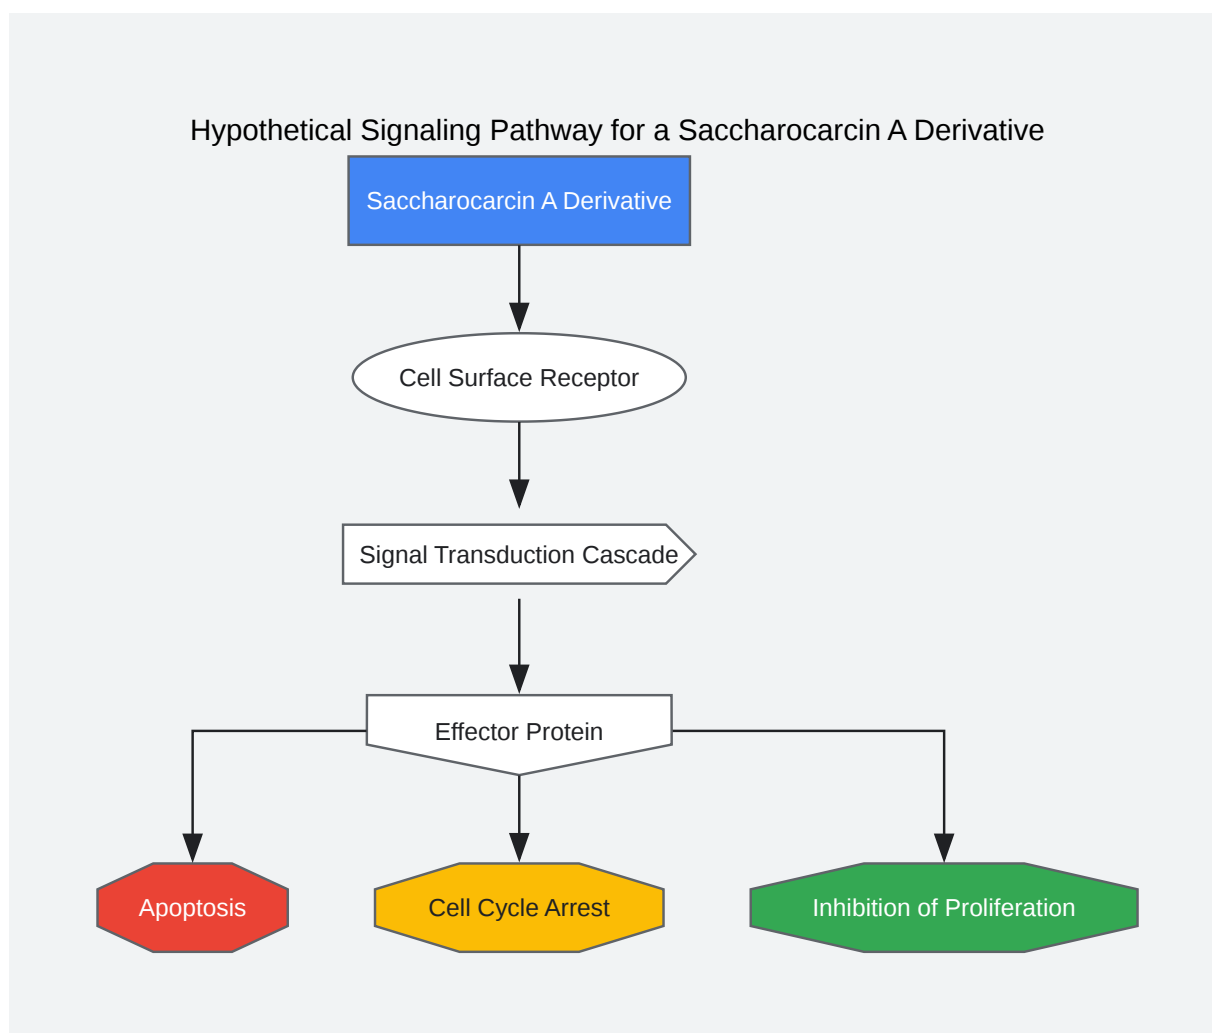 Hypothetical Signaling Pathway for a Saccharocarcin A Derivative
Saccharocarcin A Derivative
Cell Surface Receptor
Signal Transduction Cascade
Effector Protein
Apoptosis
Cell Cycle Arrest
Inhibition of Proliferation